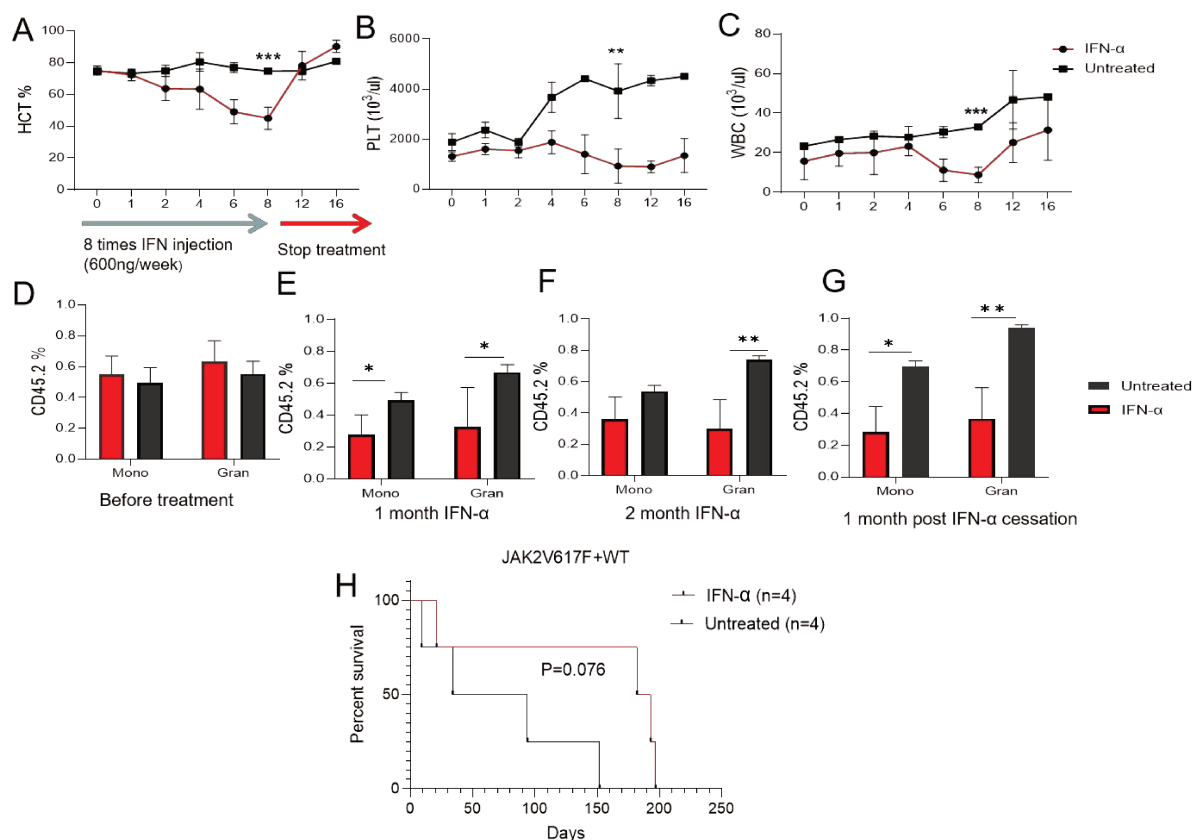 A
HCT %
100
80
60
40
20
0
***
0 1 2 4 6 8 12 16
8 times IFN injection
(600ng/week)
Stop treatment
B
PLT (10³/ul)
6000
4000
2000
0
**
0 1 2 4 6 8 12 16
C
WBC (10³/ul)
80
60
40
20
0
***
0 1 2 4 6 8 12 16
IFN-α
Untreated
D
CD45.2 %
1.0
0.8
0.6
0.4
0.2
0.0
Mono Gran
Before treatment
E
CD45.2 %
1.0
0.8
0.6
0.4
0.2
0.0
* *
Mono Gran
1 month IFN-α
F
CD45.2 %
1.0
0.8
0.6
0.4
0.2
0.0
**
Mono Gran
2 month IFN-α
G
CD45.2 %
1.0
0.8
0.6
0.4
0.2
0.0
* **
Mono Gran
1 month post IFN-α cessation
Untreated
IFN-α
JAK2V617F+WT
H
Percent survival
100
50
0
P=0.076
IFN-α (n=4)
Untreated (n=4)
0 50 100 150 200 250
Days